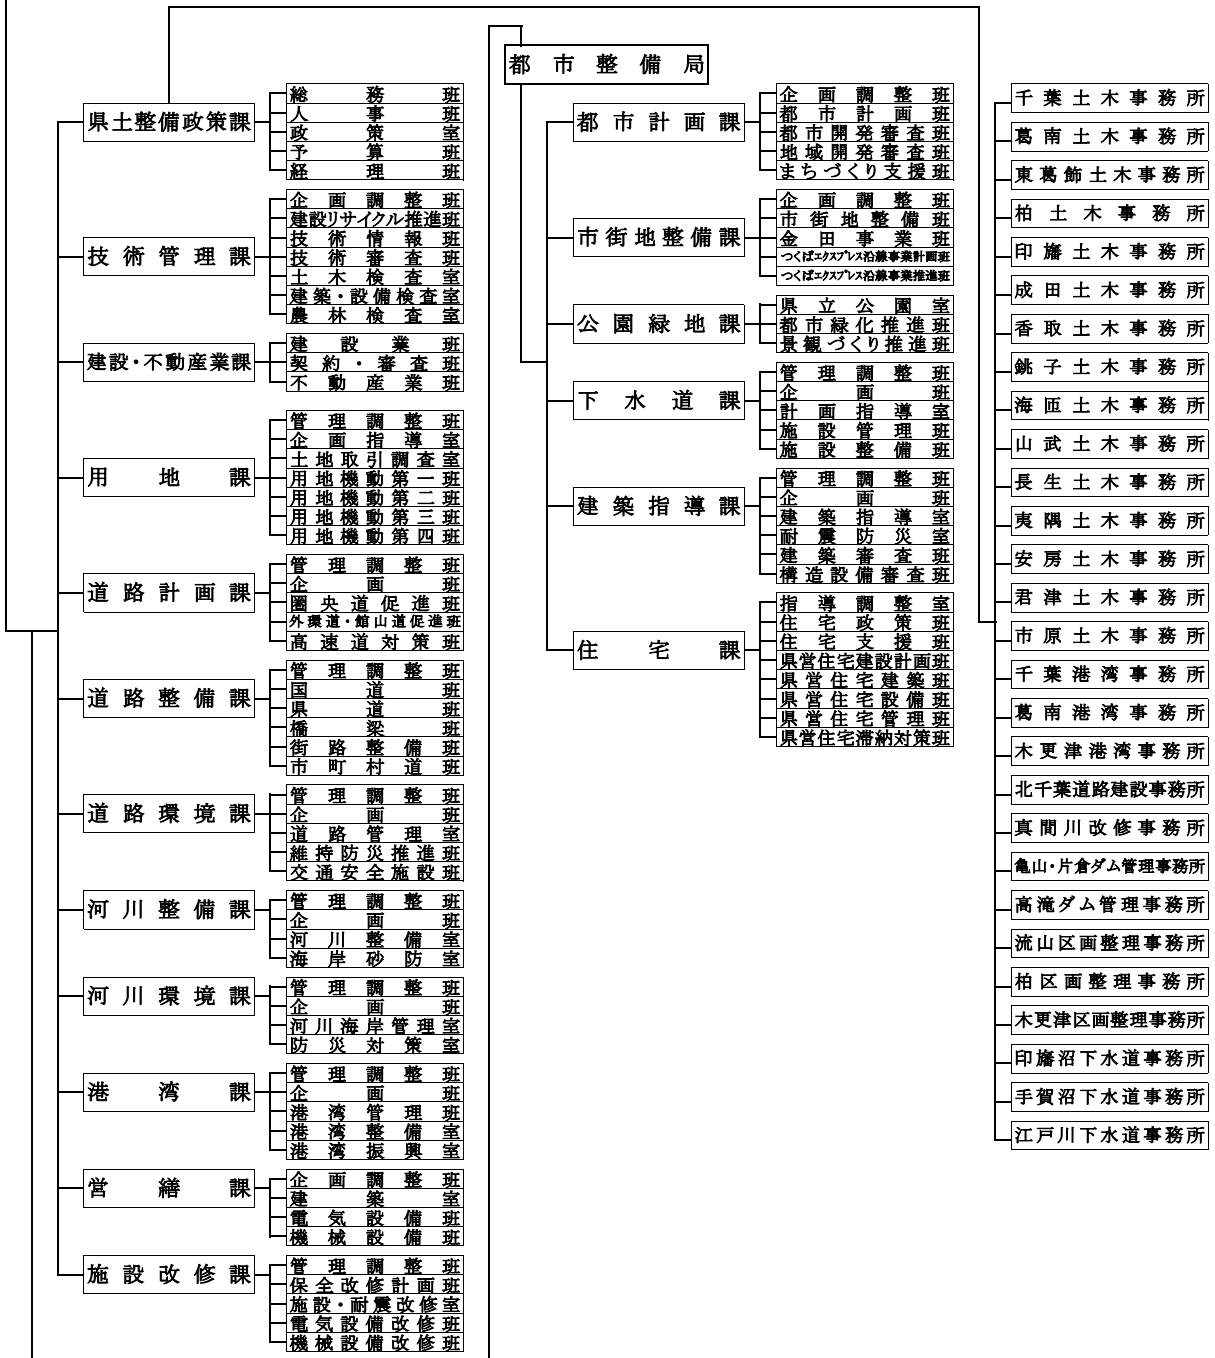 県土整備政策課
総務班
人事班
政策室
予算班
経理班
技術管理課
企画調整班
建設リサイクル推進班
技術情報班
技術審査班
土木検査室
建築・設備検査室
農林検査室
建設・不動産業課
建設業班
契約・審査班
不動産業班
用地課
管理調整班
企画指導室
土地取引調査室
用地機動第一班
用地機動第二班
用地機動第三班
用地機動第四班
道路計画課
管理調整班
企画班
圏央道促進班
外環道・館山道促進班
高速道対策班
道路整備課
管理調整班
国道班
県道班
橋梁班
街路整備班
市町村道班
道路環境課
管理調整班
企画班
道路管理室
維持防災推進班
交通安全施設班
河川整備課
管理調整班
企画班
河川整備室
海岸砂防室
河川環境課
管理調整班
企画班
河川海岸管理室
防災対策室
港湾課
管理調整班
企画班
港湾管理班
港湾整備室
港湾振興室
営繕課
企画調整班
建築室
電気設備班
機械設備班
施設改修課
管理調整班
保全改修計画班
施設・耐震改修室
電気設備改修班
機械設備改修班
都市整備局
都市計画課
企画調整班
都市計画班
都市開発審査班
地域開発審査班
まちづくり支援班
市街地整備課
企画調整班
市街地整備班
金田事業班
つくばエクスプレス沿線事業計画班
つくばエクスプレス沿線事業推進班
公園緑地課
県立公園室
都市緑化推進班
景観づくり推進班
下水道課
管理調整班
企画班
計画指導室
施設管理班
施設整備班
建築指導課
管理調整班
企画班
建築指導室
耐震防災室
建築審査班
構造設備審査班
住宅課
指導調整室
住宅政策班
住宅支援班
県営住宅建設計画班
県営住宅建築班
県営住宅設備班
県営住宅管理班
県営住宅滞納対策班
千葉土木事務所
葛南土木事務所
東葛飾土木事務所
柏土木事務所
印旛土木事務所
成田土木事務所
香取土木事務所
銚子土木事務所
海匝土木事務所
山武土木事務所
長生土木事務所
夷隅土木事務所
安房土木事務所
君津土木事務所
市原土木事務所
千葉港湾事務所
葛南港湾事務所
木更津港湾事務所
北千葉道路建設事務所
真間川改修事務所
亀山・片倉ダム管理事務所
高滝ダム管理事務所
流山区画整理事務所
柏区画整理事務所
木更津区画整理事務所
印旛沼下水道事務所
手賀沼下水道事務所
江戸川下水道事務所